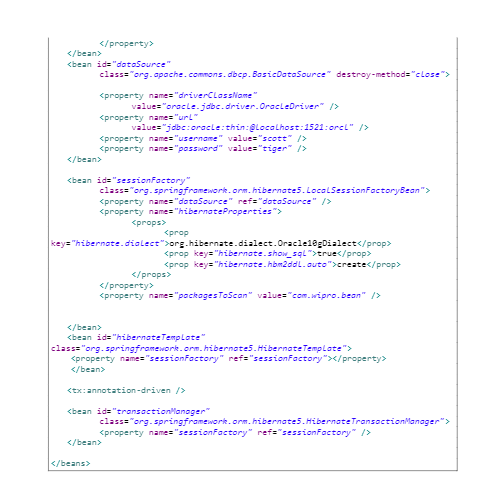 </property>
</bean>
<bean id="dataSource"
class="org.apache.commons.dbcp.BasicDataSource" destroy-method="close">
<property name="driverClassName"
value="oracle.jdbc.driver.OracleDriver" />
<property name="url"
value="jdbc:oracle:thin:@localhost:1521:orcl" />
<property name="username" value="scott" />
<property name="password" value="tiger" />
</bean>
<bean id="sessionFactory"
class="org.springframework.orm.hibernate5.LocalSessionFactoryBean">
<property name="dataSource" ref="dataSource" />
<property name="hibernateProperties">
<props>
<prop
key="hibernate.dialect">org.hibernate.dialect.Oracle10gDialect</prop>
<prop key="hibernate.show_sql">true</prop>
<prop key="hibernate.hbm2ddl.auto">create</prop>
</props>
</property>
<property name="packagesToScan" value="com.wipro.bean" />
</bean>
<bean id="hibernateTemplate"
class="org.springframework.orm.hibernate5.HibernateTemplate">
<property name="sessionFactory" ref="sessionFactory"></property>
</bean>
<tx:annotation-driven />
<bean id="transactionManager"
class="org.springframework.orm.hibernate5.HibernateTransactionManager">
<property name="sessionFactory" ref="sessionFactory" />
</bean>
</beans>